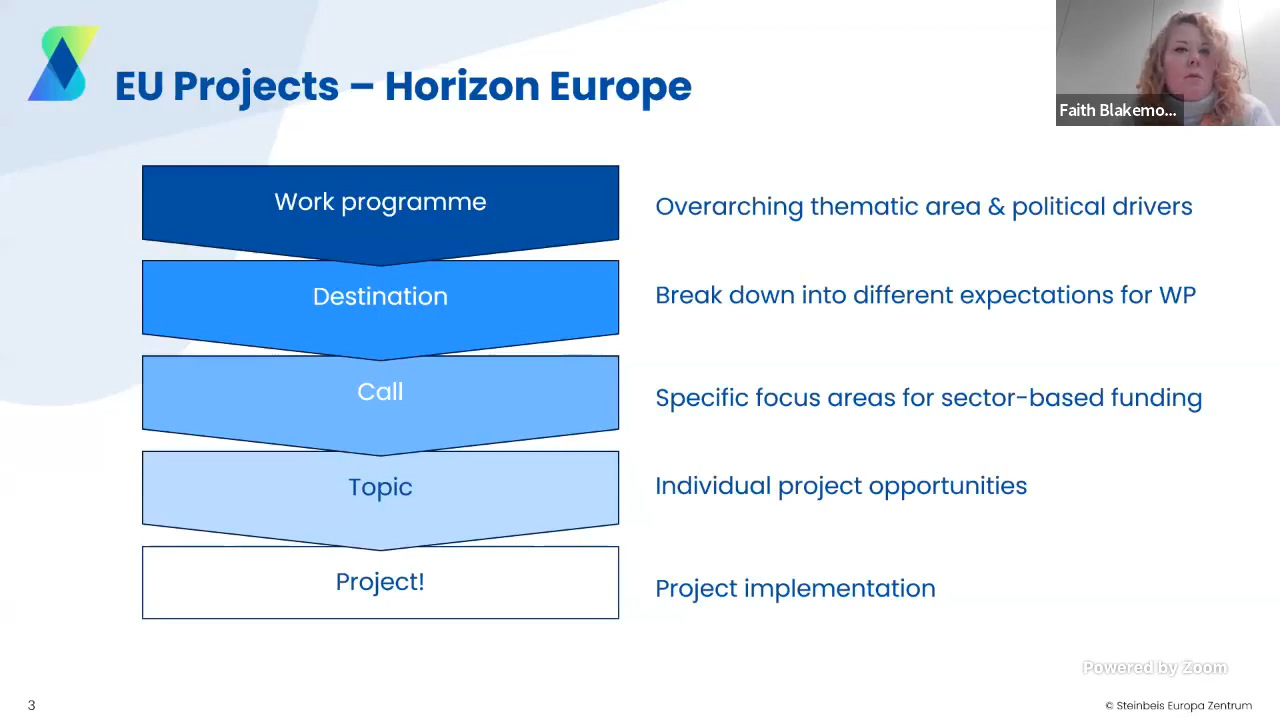 EU Projects – Horizon Europe
Faith Blakemo...
Work programme
Overarching thematic area & political drivers
Destination
Break down into different expectations for WP
Call
Specific focus areas for sector-based funding
Topic
Individual project opportunities
Project!
Project implementation
Powered by Zoom
3
© Steinbeis Europa Zentrum